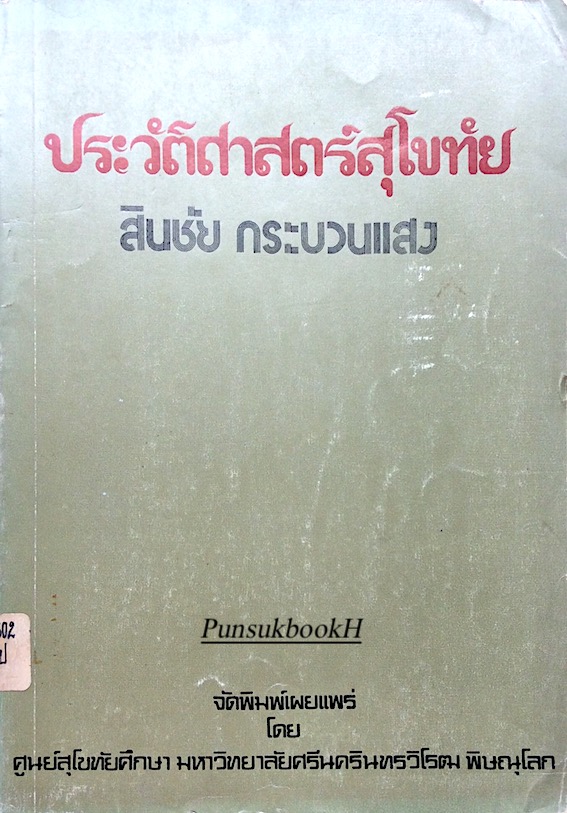 ประวัติศาสตร์สุโขทัย
สินชัย กระบวนแสง
PunsukbookH
602
ป
จัดพิมพ์เผยแพร่
โดย
ศูนย์สุโขทัยศึกษา มหาวิทยาลัยศรีนครินทรวิโรฒ พิษณุโลก